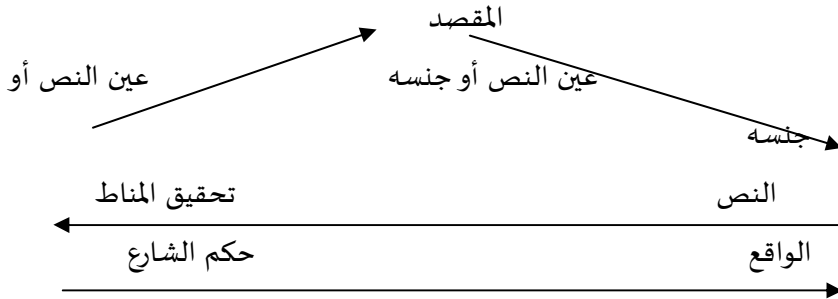 المقصد
عين النص أو جنسه عين النص أو
جنسه
النص تحقيق المناط
الواقع حكم الشارع